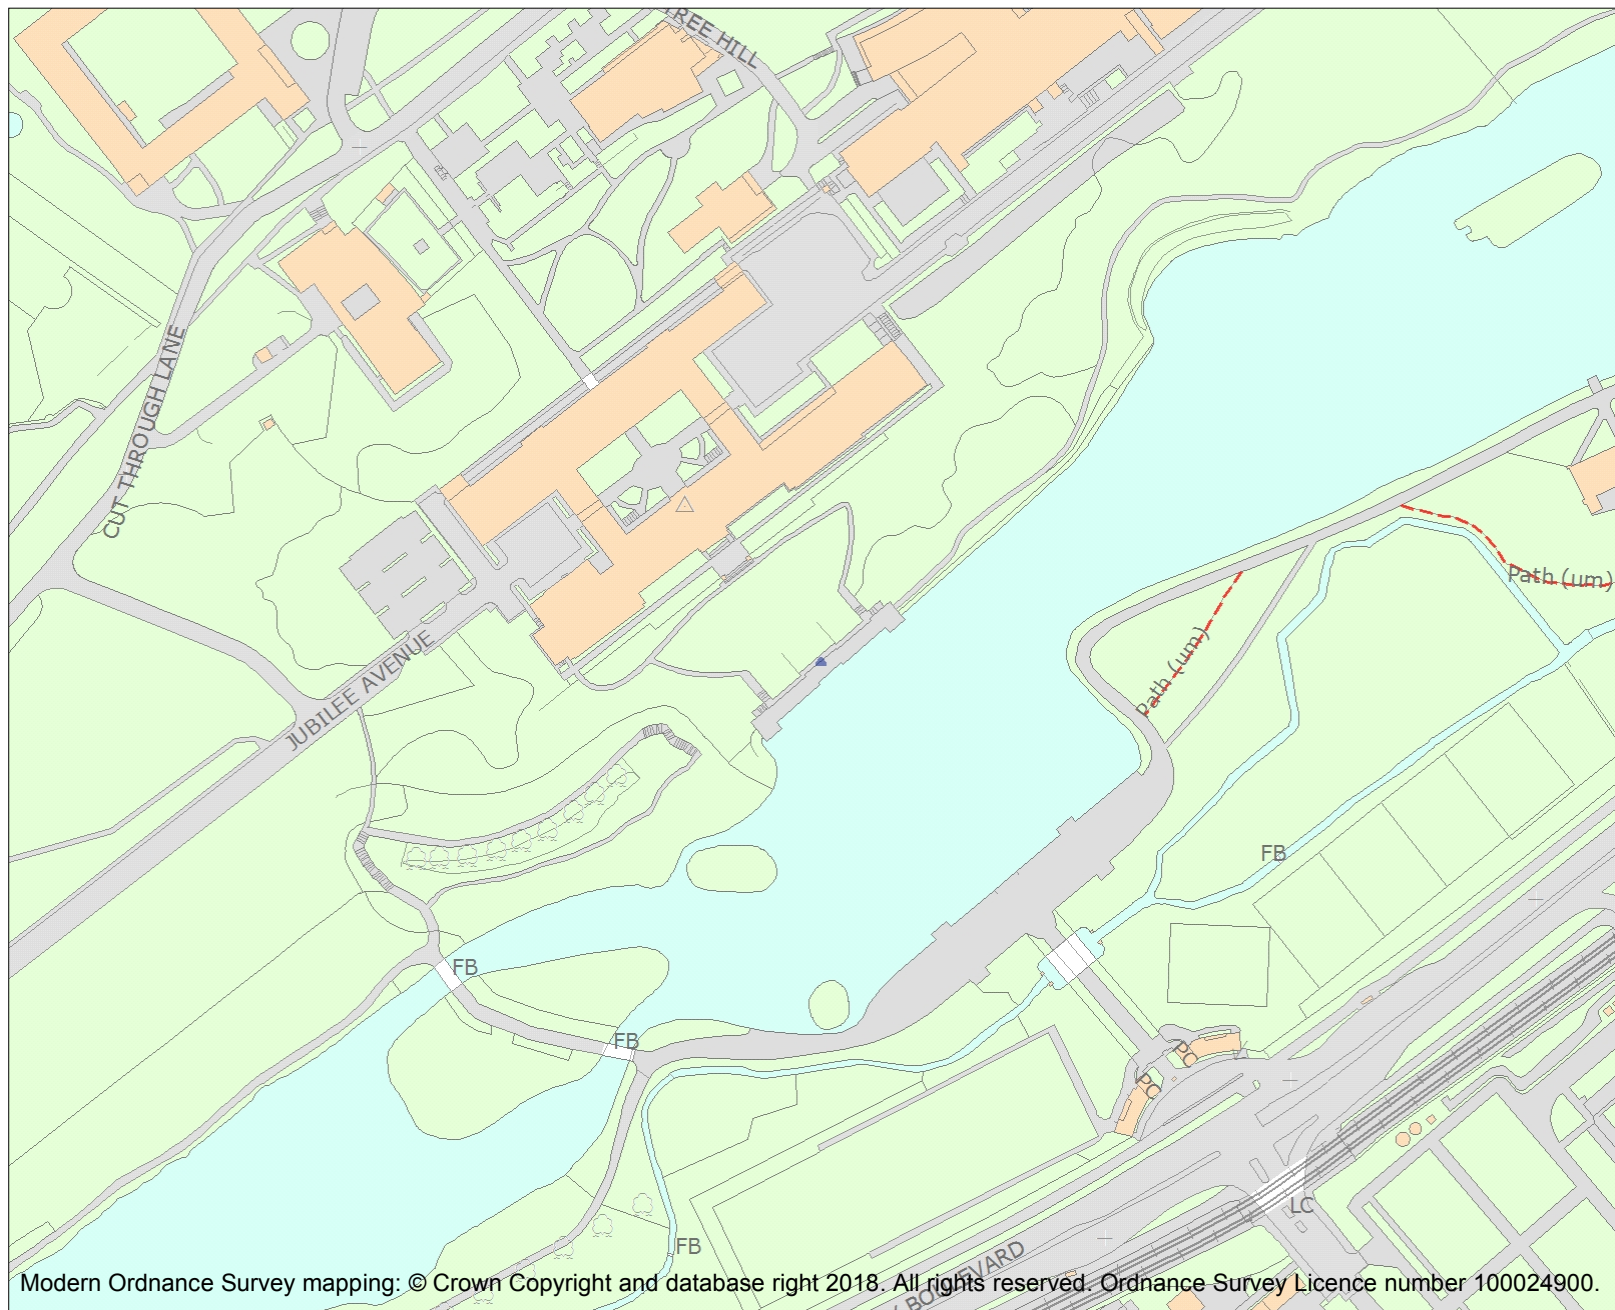 TREE HILL
CUT THROUGH LANE
JUBILEE AVENUE
Path (um)
Path (um)
FB
FB
FB
PC
PC
LC
FB
BOULEVARD
Modern Ordnance Survey mapping: © Crown Copyright and database right 2018. All rights reserved. Ordnance Survey Licence number 100024900.